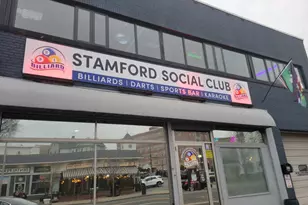 BILLIARDS
STAMFORD SOCIAL CLUB
BILLIARDS | DARTS | SPORTS BAR | KARAOKE